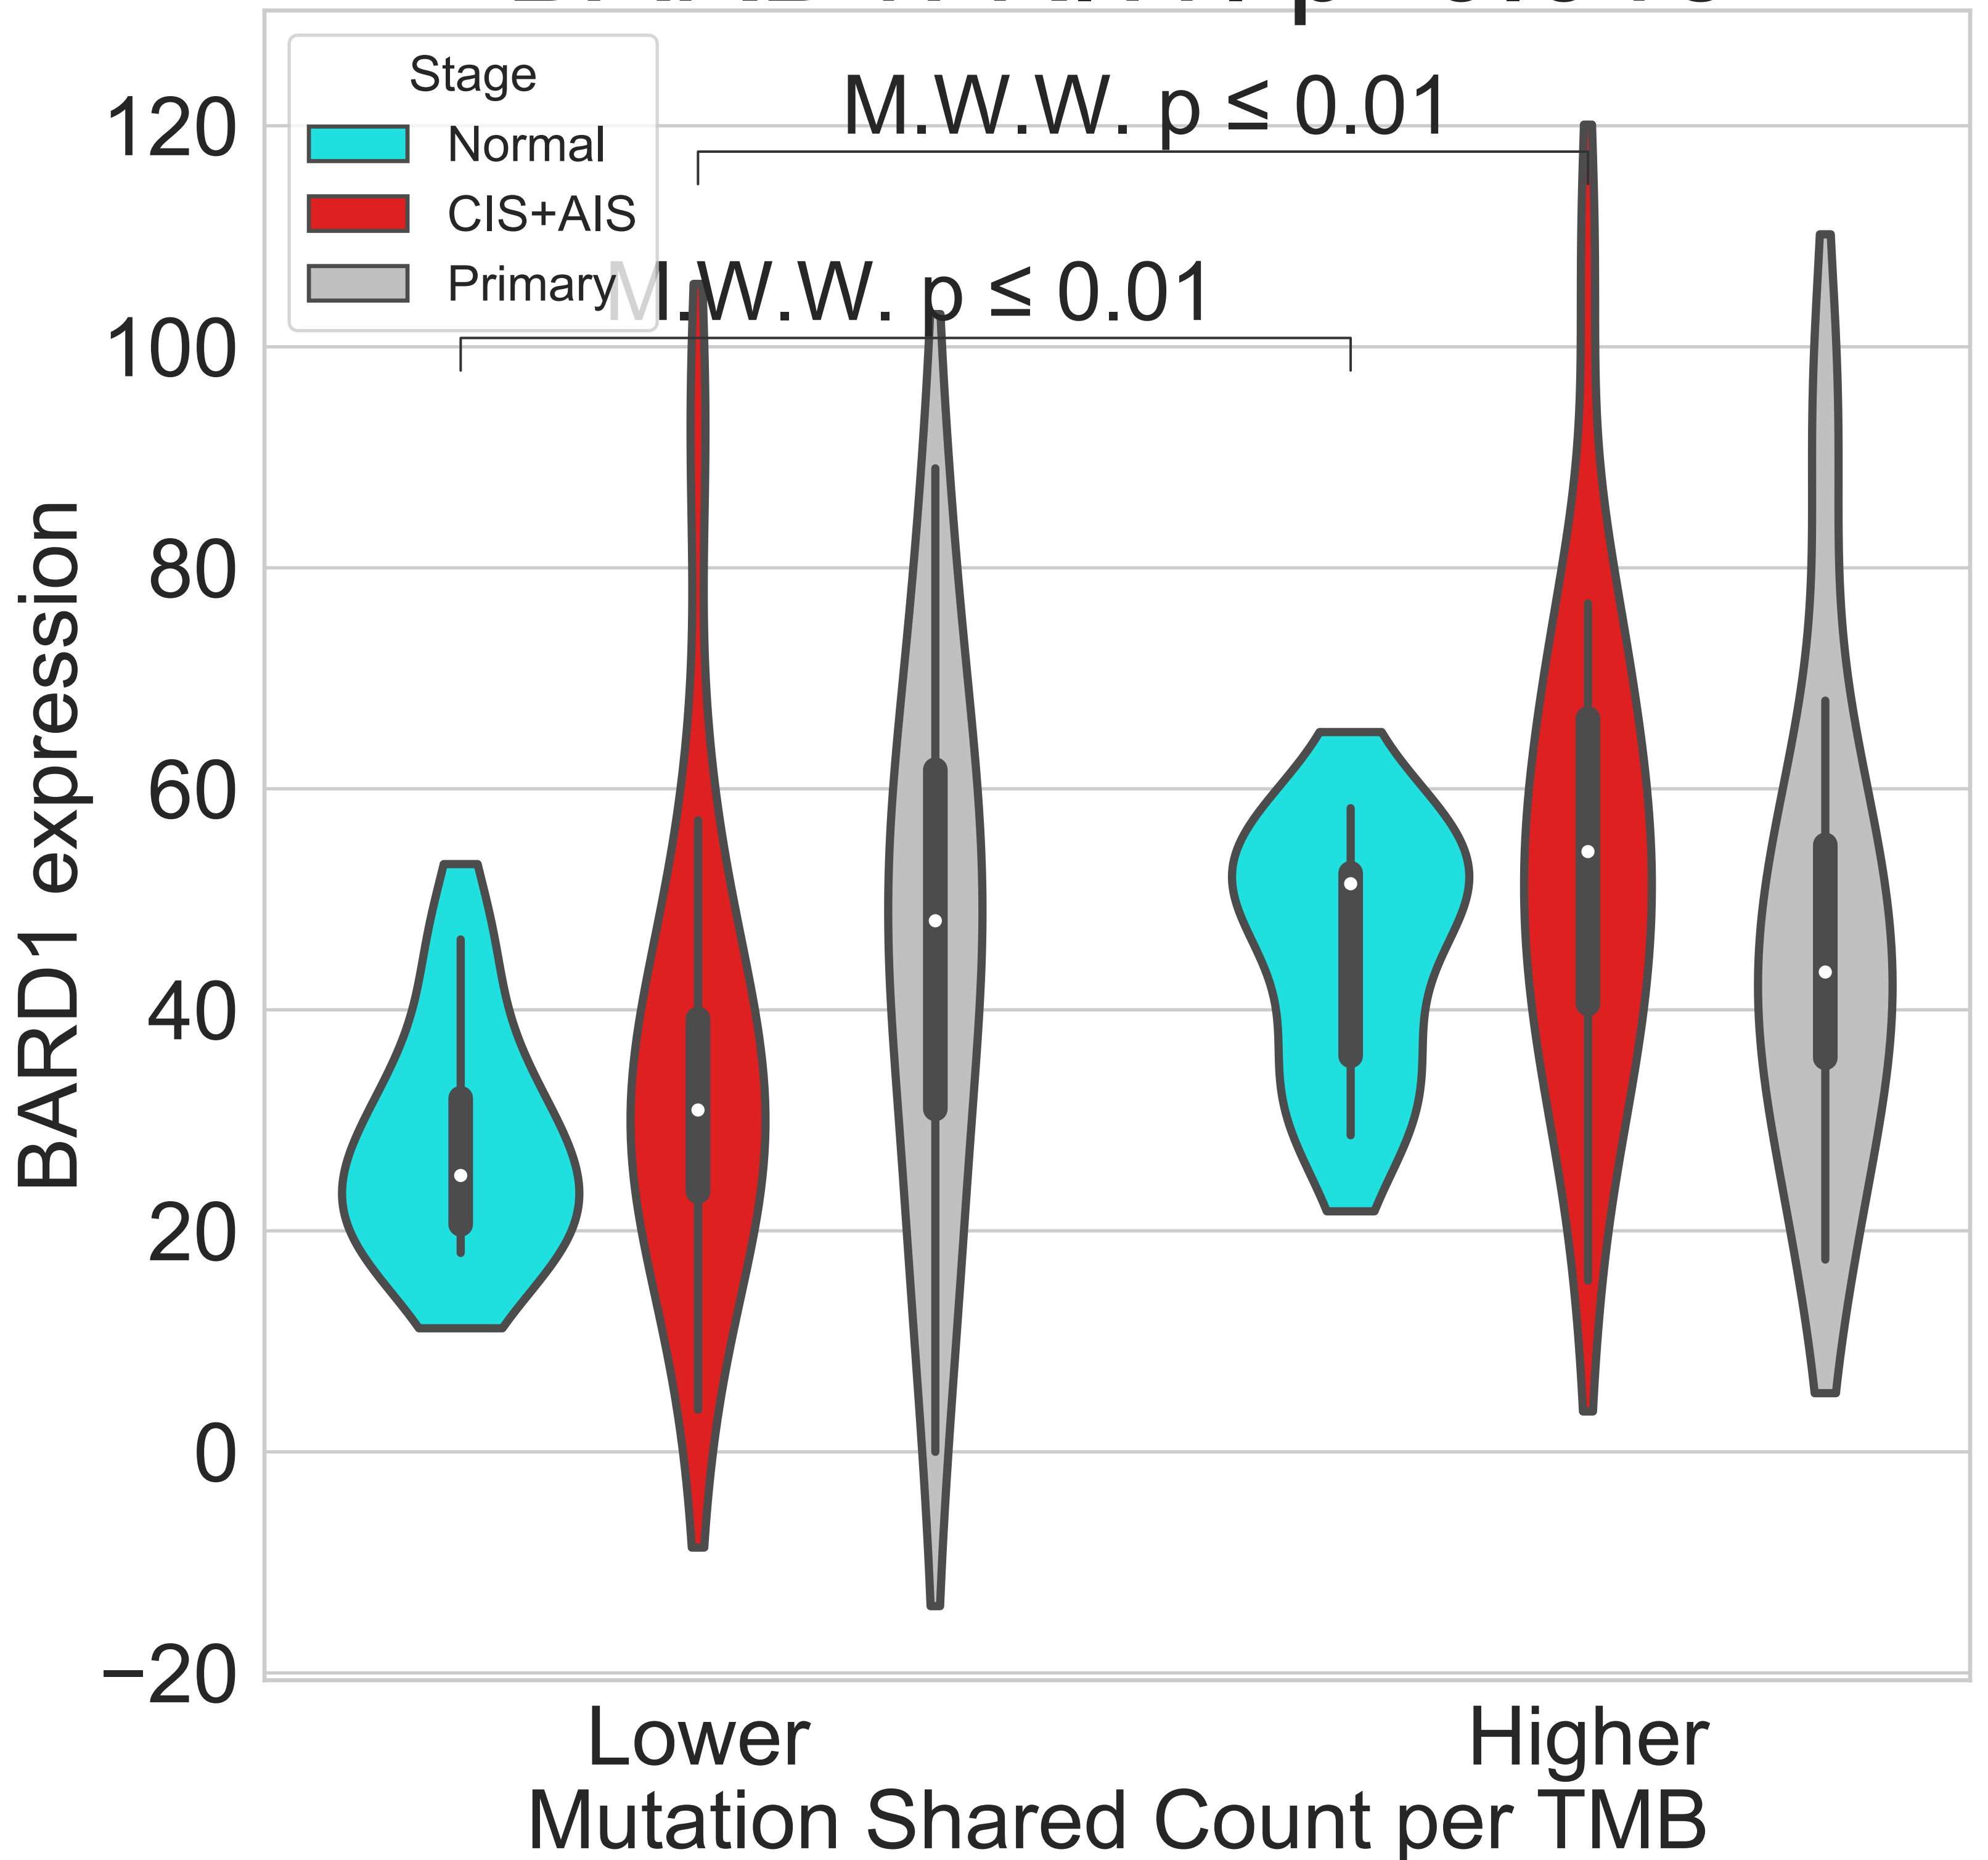 Stage
Normal
CIS+AIS
Primary
M.W.W. p ≤ 0.01
M.W.W. p ≤ 0.01
120
100
80
60
40
20
0
−20
BARD1 expression
Lower
Higher
Mutation Shared Count per TMB